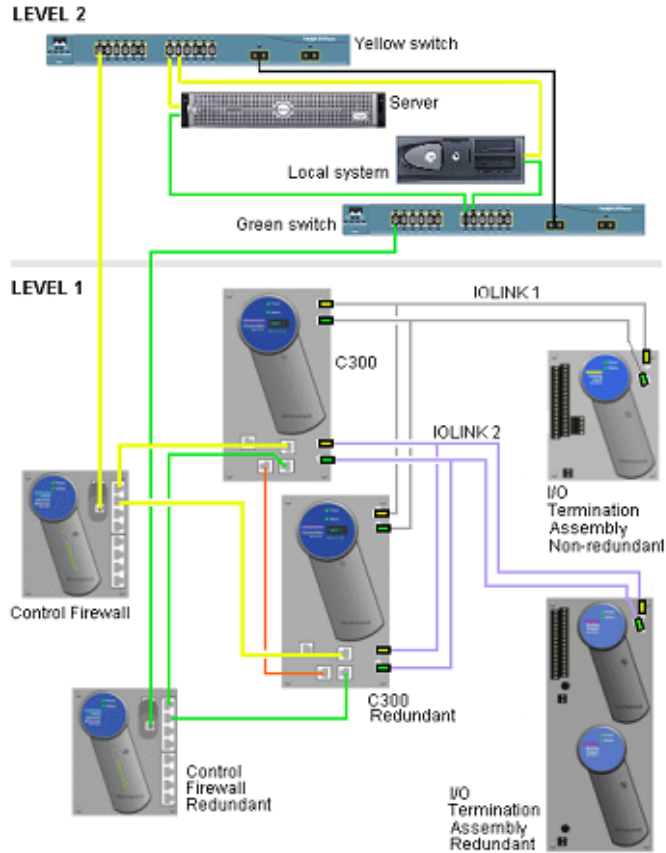 LEVEL 2
Yellow switch
Server
Local system
Green switch
LEVEL 1
IOLINK 1
C300
IOLINK 2
I/O
Termination
Assembly
Non-redundant
Control Firewall
C300
Redundant
Control
Firewall
Redundant
I/O
Termination
Assembly
Redundant